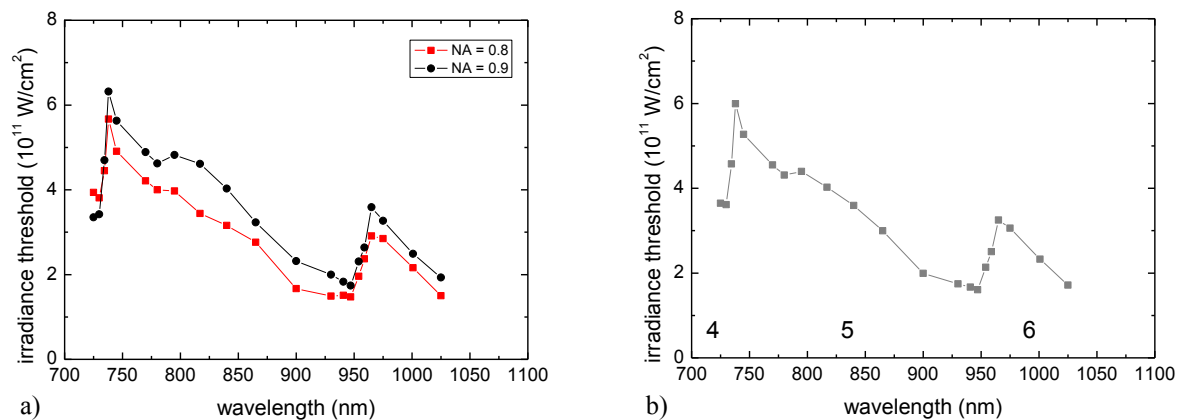 8
6
4
2
0
irradiance threshold (10¹¹ W/cm²)
NA = 0.8
NA = 0.9
700 750 800 850 900 950 1000 1050 1100
wavelength (nm)
a)
8
6
4
2
0
irradiance threshold (10¹¹ W/cm²)
4 5 6
700 750 800 850 900 950 1000 1050 1100
wavelength (nm)
b)